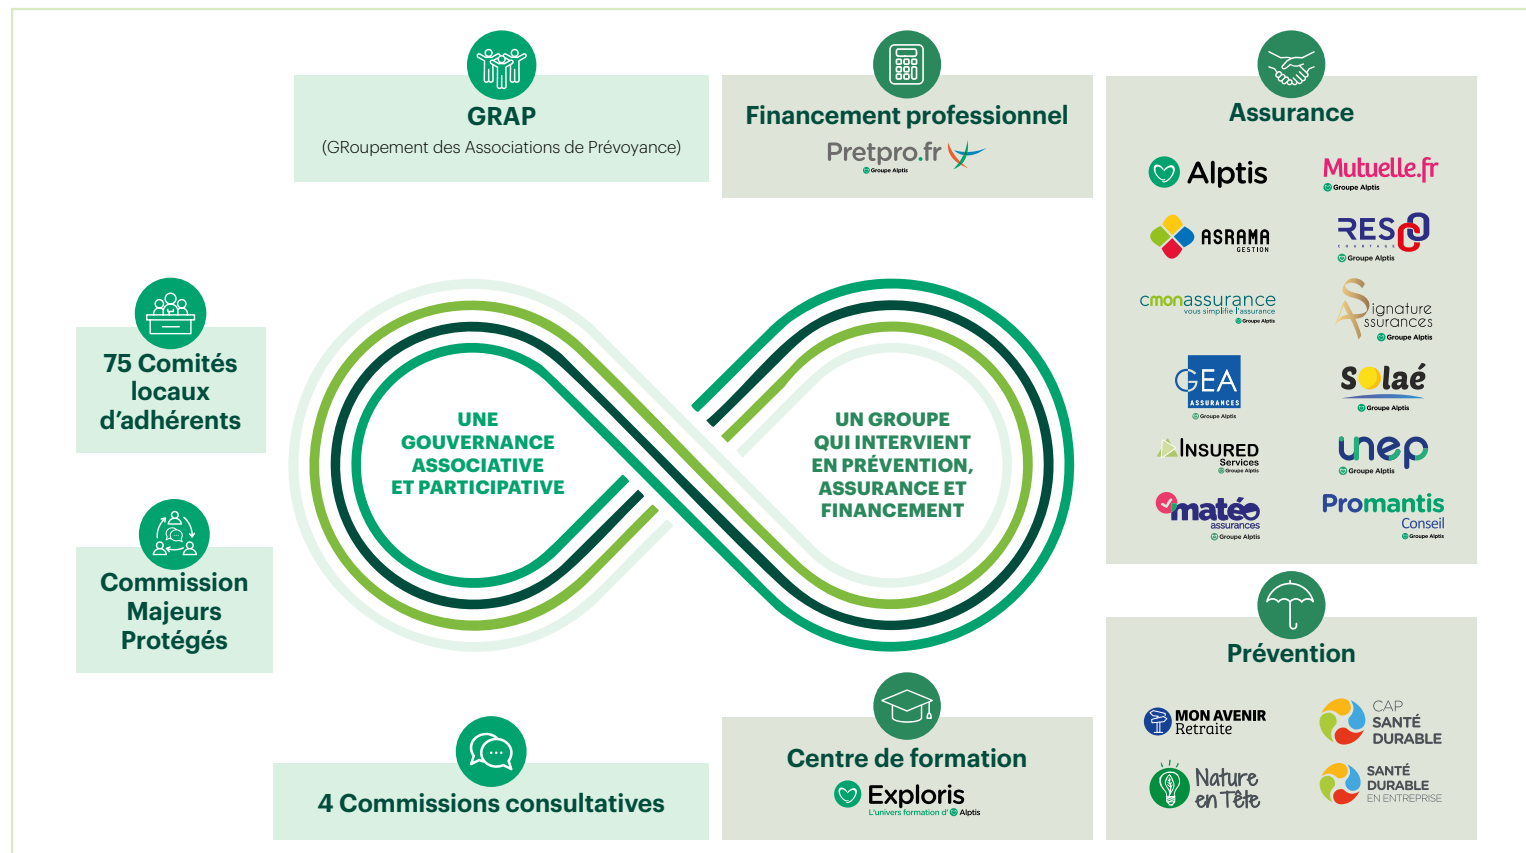 GRAP
(GRoupement des Associations de Prévoyance)
Financement professionnel
Pretpro.fr
Groupe Alptis
Assurance
Alptis
Mutuelle.fr
Groupe Alptis
ASRAMA
GESTION
RESCO
COURTAGE
Groupe Alptis
cmonassurance
vous simplifie l'assurance
Groupe Alptis
Signature
Assurances
Groupe Alptis
GEA
ASSURANCES
Groupe Alptis
Solaé
Groupe Alptis
INSURED
Services
Groupe Alptis
unep
Groupe Alptis
matéo
assurances
Groupe Alptis
Promantis
Conseil
Groupe Alptis
75 Comités
locaux
d'adhérents
Commission
Majeurs
Protégés
UNE
GOUVERNANCE
ASSOCIATIVE
ET PARTICIPATIVE
UN GROUPE
QUI INTERVIENT
EN PRÉVENTION,
ASSURANCE ET
FINANCEMENT
4 Commissions consultatives
Centre de formation
Exploris
L'univers formation d' Alptis
Prévention
MON AVENIR
Retraite
CAP
SANTÉ
DURABLE
Nature
en Tête
SANTÉ
DURABLE
EN ENTREPRISE